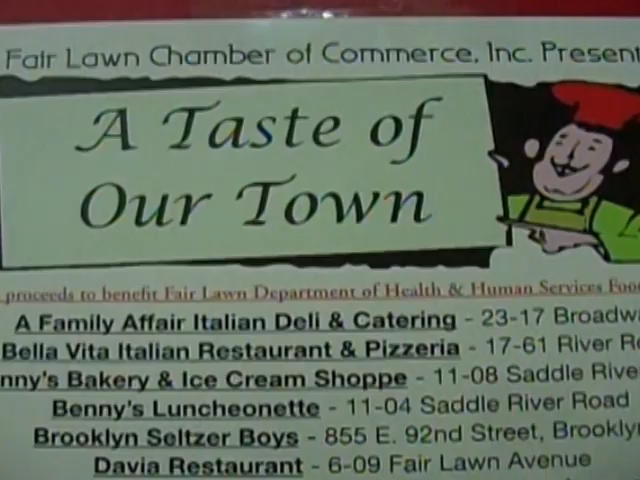 Fair Lawn Chamber of Commerce, Inc. Present
A Taste of
Our Town
proceeds to benefit Fair Lawn Department of Health & Human Services Foo
A Family Affair Italian Deli & Catering - 23-17 Broadwa
Bella Vita Italian Restaurant & Pizzeria - 17-61 River Ro
nny's Bakery & Ice Cream Shoppe - 11-08 Saddle Rive
Benny's Luncheonette - 11-04 Saddle River Road
Brooklyn Seltzer Boys - 855 E. 92nd Street, Brooklyn
Davia Restaurant - 6-09 Fair Lawn Avenue